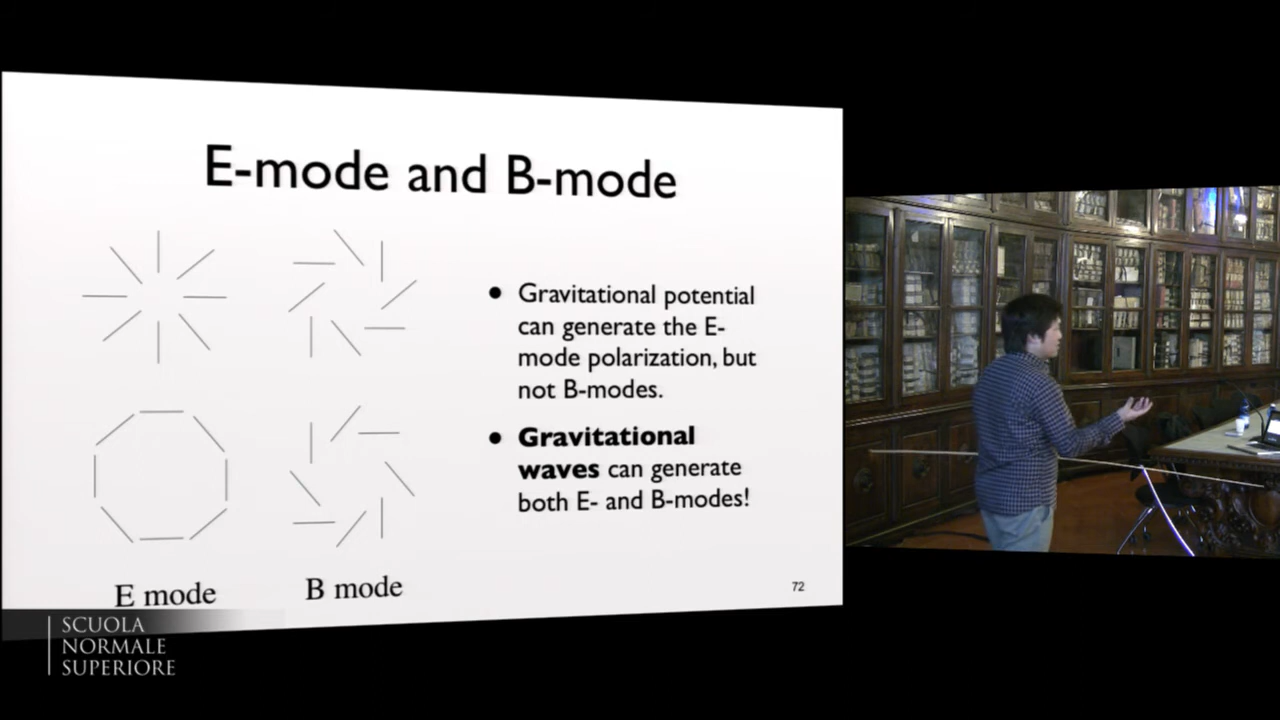 E-mode and B-mode
• Gravitational potential
can generate the E-
mode polarization, but
not B-modes.
• Gravitational
waves can generate
both E- and B-modes!
E mode
B mode
72
SCUOLA
NORMALE
SUPERIORE